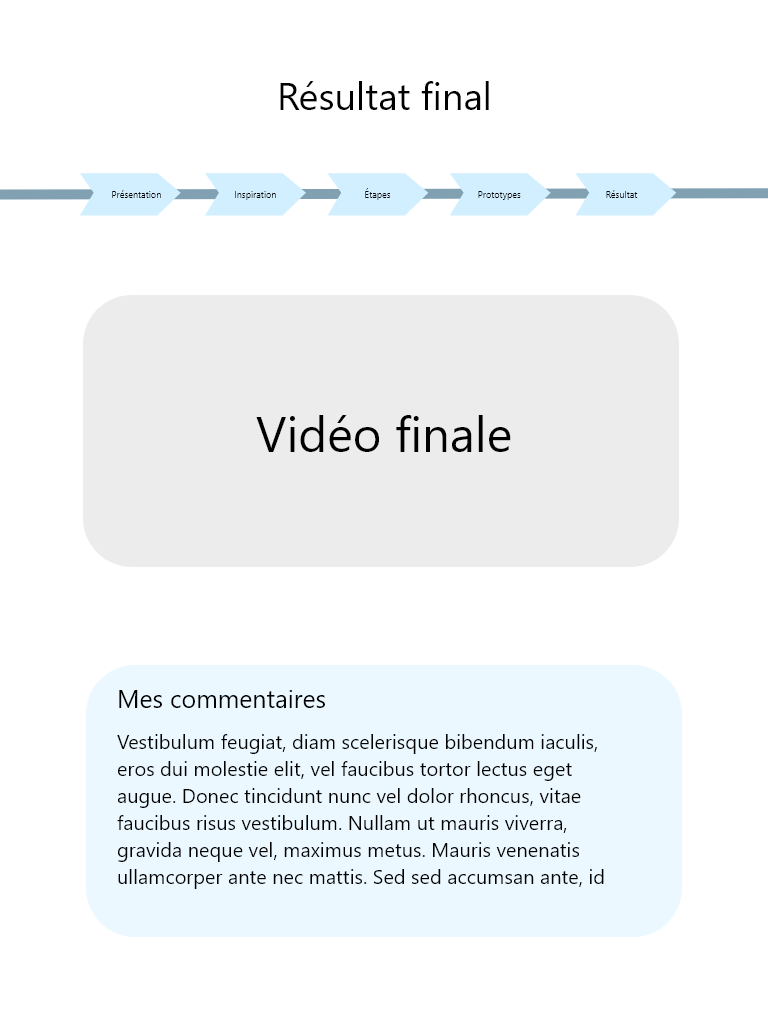 Résultat final
Présentation
Inspiration
Étapes
Prototypes
Résultat
Vidéo finale
Mes commentaires
Vestibulum feugiat, diam scelerisque bibendum iaculis,
eros dui molestie elit, vel faucibus tortor lectus eget
augue. Donec tincidunt nunc vel dolor rhoncus, vitae
faucibus risus vestibulum. Nullam ut mauris viverra,
gravida neque vel, maximus metus. Mauris venenatis
ullamcorper ante nec mattis. Sed sed accumsan ante, id